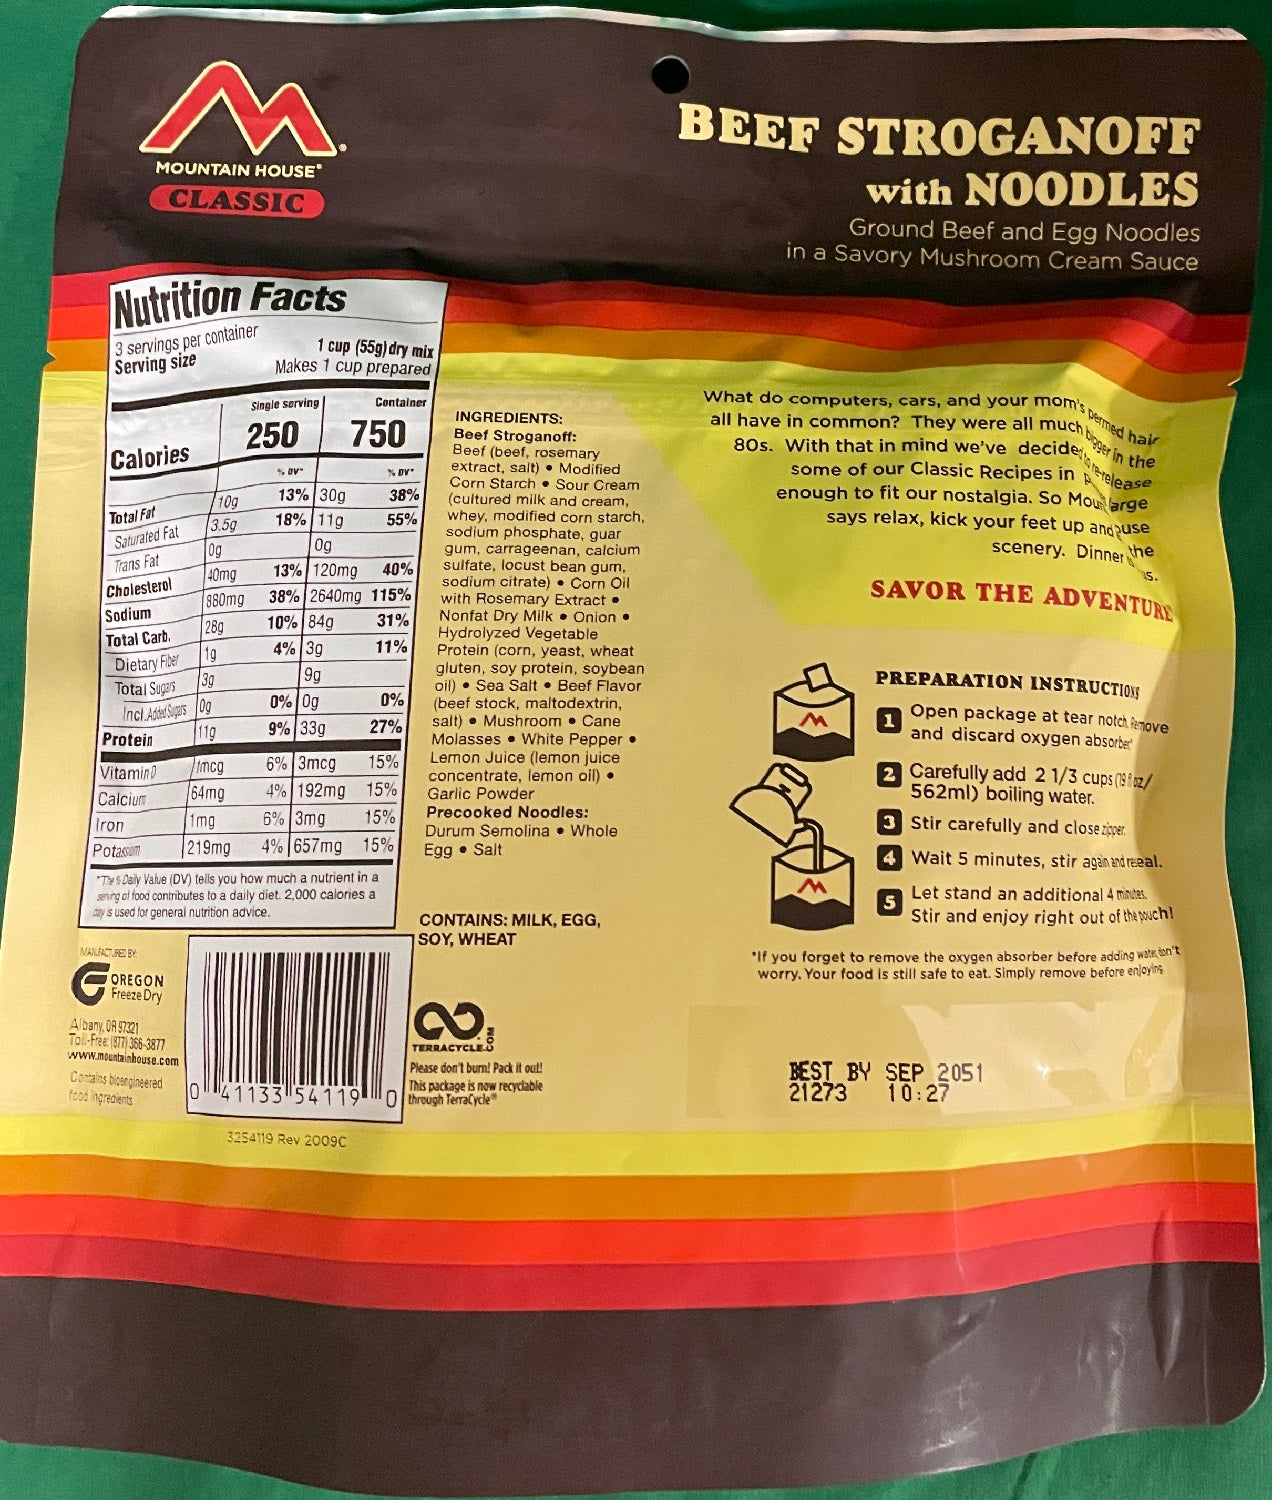 MOUNTAIN HOUSE®
CLASSIC
BEEF STROGANOFF
with NOODLES
Ground Beef and Egg Noodles
in a Savory Mushroom Cream Sauce
Nutrition Facts
3 servings per container
Serving size 1 cup (55g) dry mix
Makes 1 cup prepared
Single serving Container
Calories 250 750
% DV* % DV*
Total Fat 10g 13% 30g 38%
Saturated Fat 3.5g 18% 11g 55%
Trans Fat 0g 0g
Cholesterol 40mg 13% 120mg 40%
Sodium 880mg 38% 2640mg 115%
Total Carb. 28g 10% 84g 31%
Dietary Fiber 1g 4% 3g 11%
Total Sugars 3g 9g
Incl. Added Sugars 0g 0% 0g 0%
Protein 11g 9% 33g 27%
Vitamin D 1mcg 6% 3mcg 15%
Calcium 64mg 4% 192mg 15%
Iron 1mg 6% 3mg 15%
Potassium 219mg 4% 657mg 15%
*The % Daily Value (DV) tells you how much a nutrient in a
serving of food contributes to a daily diet. 2,000 calories a
day is used for general nutrition advice.
INGREDIENTS:
Beef Stroganoff:
Beef (beef, rosemary
extract, salt) • Modified
Corn Starch • Sour Cream
(cultured milk and cream,
whey, modified corn starch,
sodium phosphate, guar
gum, carrageenan, calcium
sulfate, locust bean gum,
sodium citrate) • Corn Oil
with Rosemary Extract •
Nonfat Dry Milk • Onion •
Hydrolyzed Vegetable
Protein (corn, yeast, wheat
gluten, soy protein, soybean
oil) • Sea Salt • Beef Flavor
(beef stock, maltodextrin,
salt) • Mushroom • Cane
Molasses • White Pepper •
Lemon Juice (lemon juice
concentrate, lemon oil) •
Garlic Powder
Precooked Noodles:
Durum Semolina • Whole
Egg • Salt
CONTAINS: MILK, EGG,
SOY, WHEAT
What do computers, cars, and your mom's permed hair
all have in common? They were all much bigger in the
80s. With that in mind we've decided to re-release
some of our Classic Recipes in large
enough to fit our nostalgia. So
says relax, kick your feet up and the
scenery. Dinner
SAVOR THE ADVENTURE
PREPARATION INSTRUCTIONS
1 Open package at tear notch. Remove
and discard oxygen absorber*
2 Carefully add 2 1/3 cups (19 fl oz/
562ml) boiling water.
3 Stir carefully and close zipper.
4 Wait 5 minutes, stir again and reseal.
5 Let stand an additional 4 minutes.
Stir and enjoy right out of the pouch!
*If you forget to remove the oxygen absorber before adding water, don't
worry. Your food is still safe to eat. Simply remove before enjoying.
BEST BY SEP 2051
21273 10:27
MANUFACTURED BY:
OREGON
Freeze Dry
Albany, OR 97321
Toll-Free: (877) 366-3877
www.mountainhouse.com
Contains bioengineered
food ingredients
0 41133 54119 0
TERRACYCLE.COM
Please don't burn! Pack it out!
This package is now recyclable
through TerraCycle®
3254119 Rev 2009C